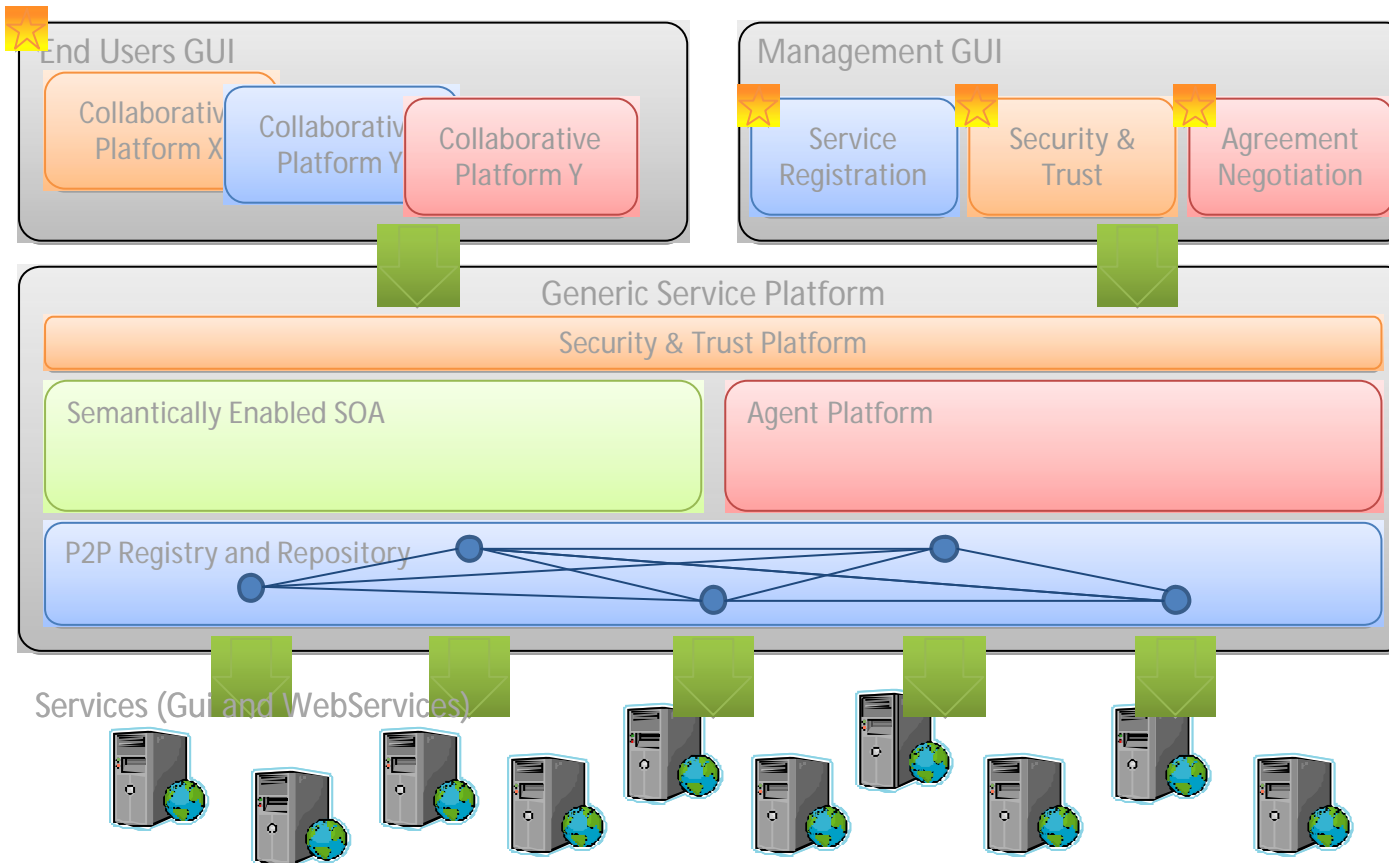 End Users GUI
Collaborative
Platform X
Collaborative
Platform Y
Collaborative
Platform Y
Management GUI
Service
Registration
Security &
Trust
Agreement
Negotiation
Generic Service Platform
Security & Trust Platform
Semantically Enabled SOA
Agent Platform
P2P Registry and Repository
Services (Gui and WebServices)